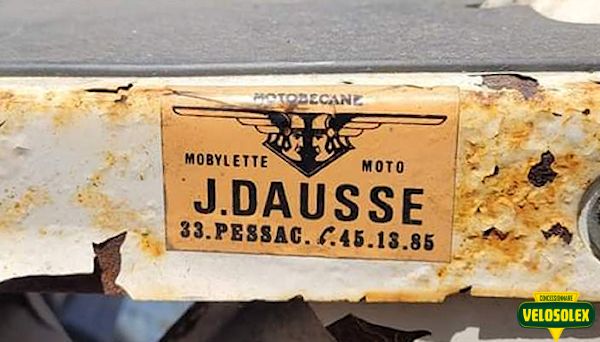 MOTOBECANE
MOBYLETTE MOTO
J.DAUSSE
33.PESSAC. ✆.45.13.85
CONCESSIONNAIRE
VELOSOLEX